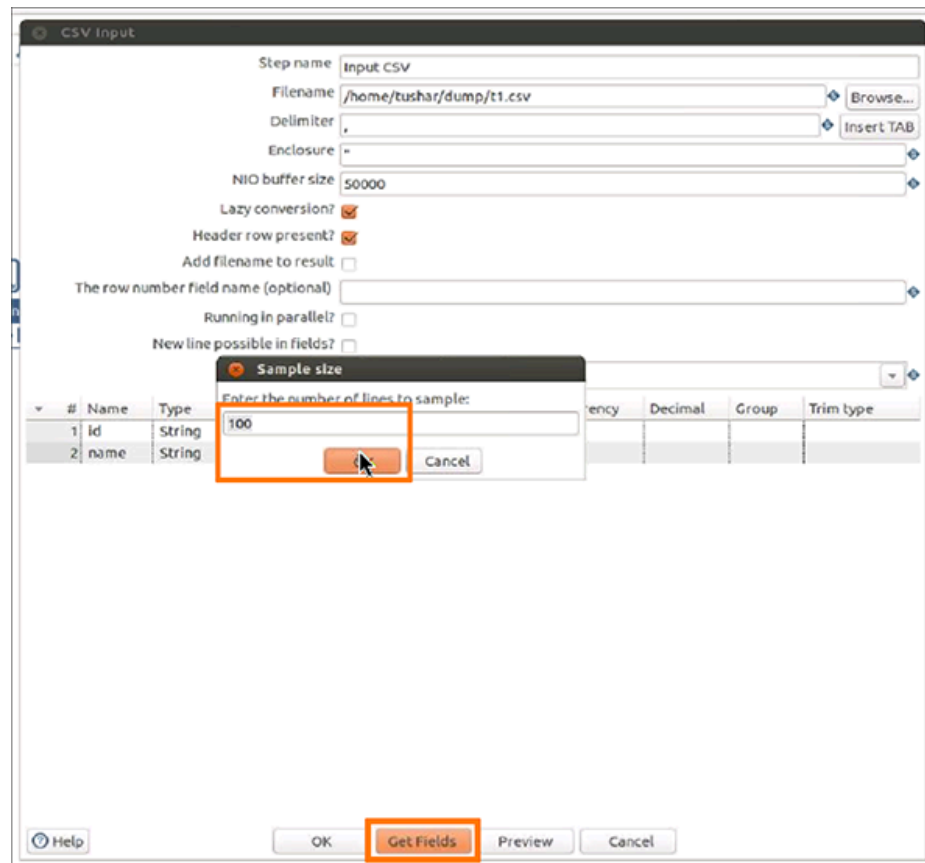 CSV Input
Step name Input CSV
Filename /home/tushar/dump/t1.csv Browse...
Delimiter , Insert TAB
Enclosure "
NIO buffer size 50000
Lazy conversion?
Header row present?
Add filename to result
The row number field name (optional)
Running in parallel?
New line possible in fields?
Sample size
Enter the number of lines to sample:
# Name Type ency Decimal Group Trim type
100
1 id String
2 name String
Cancel
Help OK Get Fields Preview Cancel